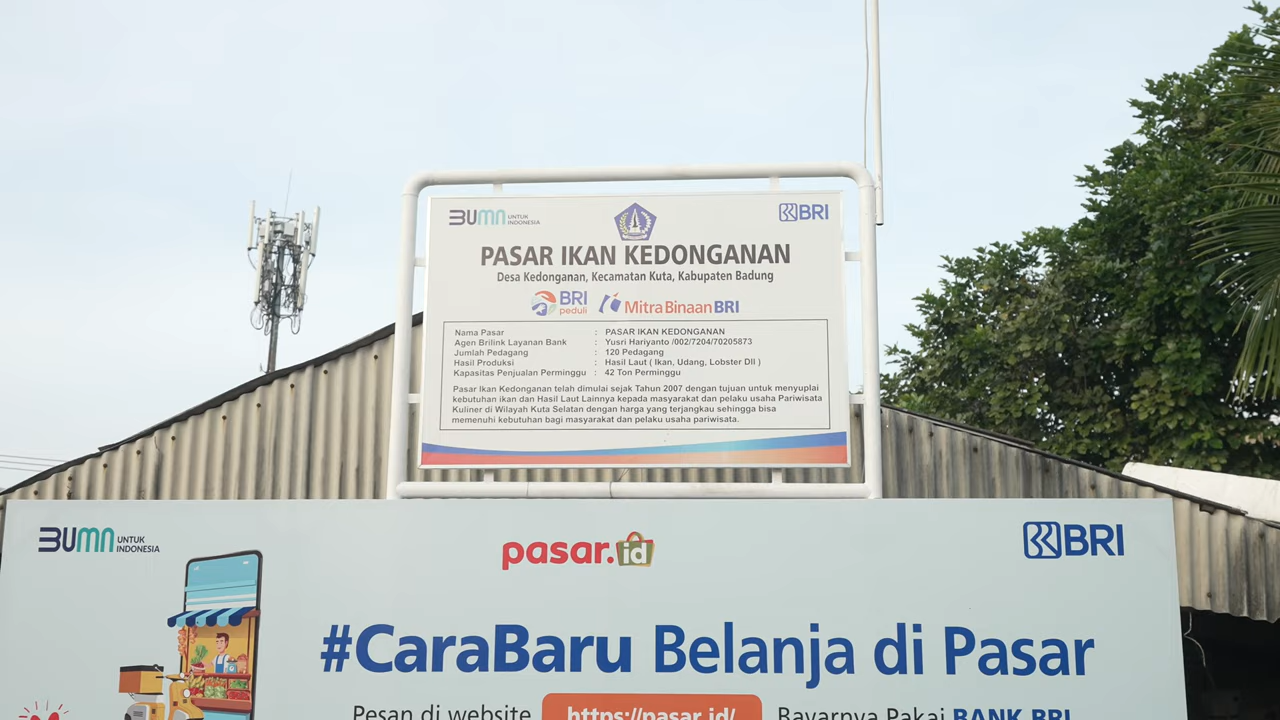 BUMN UNTUK INDONESIA
BRI
PASAR IKAN KEDONGANAN
Desa Kedonganan, Kecamatan Kuta, Kabupaten Badung
BRI peduli
Mitra Binaan BRI
Nama Pasar : PASAR IKAN KEDONGANAN
Agen Brilink Layanan Bank : Yusri Hariyanto /002/7204/70205873
Jumlah Pedagang : 120 Pedagang
Hasil Produksi : Hasil Laut ( Ikan, Udang, Lobster Dll )
Kapasitas Penjualan Perminggu : 42 Ton Perminggu
Pasar Ikan Kedonganan telah dimulai sejak Tahun 2007 dengan tujuan untuk menyuplai
kebutuhan ikan dan Hasil Laut Lainnya kepada masyarakat dan pelaku usaha Pariwisata
Kuliner di Wilayah Kuta Selatan dengan harga yang terjangkau sehingga bisa
memenuhi kebutuhan bagi masyarakat dan pelaku usaha pariwisata.
BUMN UNTUK INDONESIA
pasar.id
BRI
#CaraBaru Belanja di Pasar
Pesan di website https://pasar.id/ Bayarnya Pakai BANK BRI